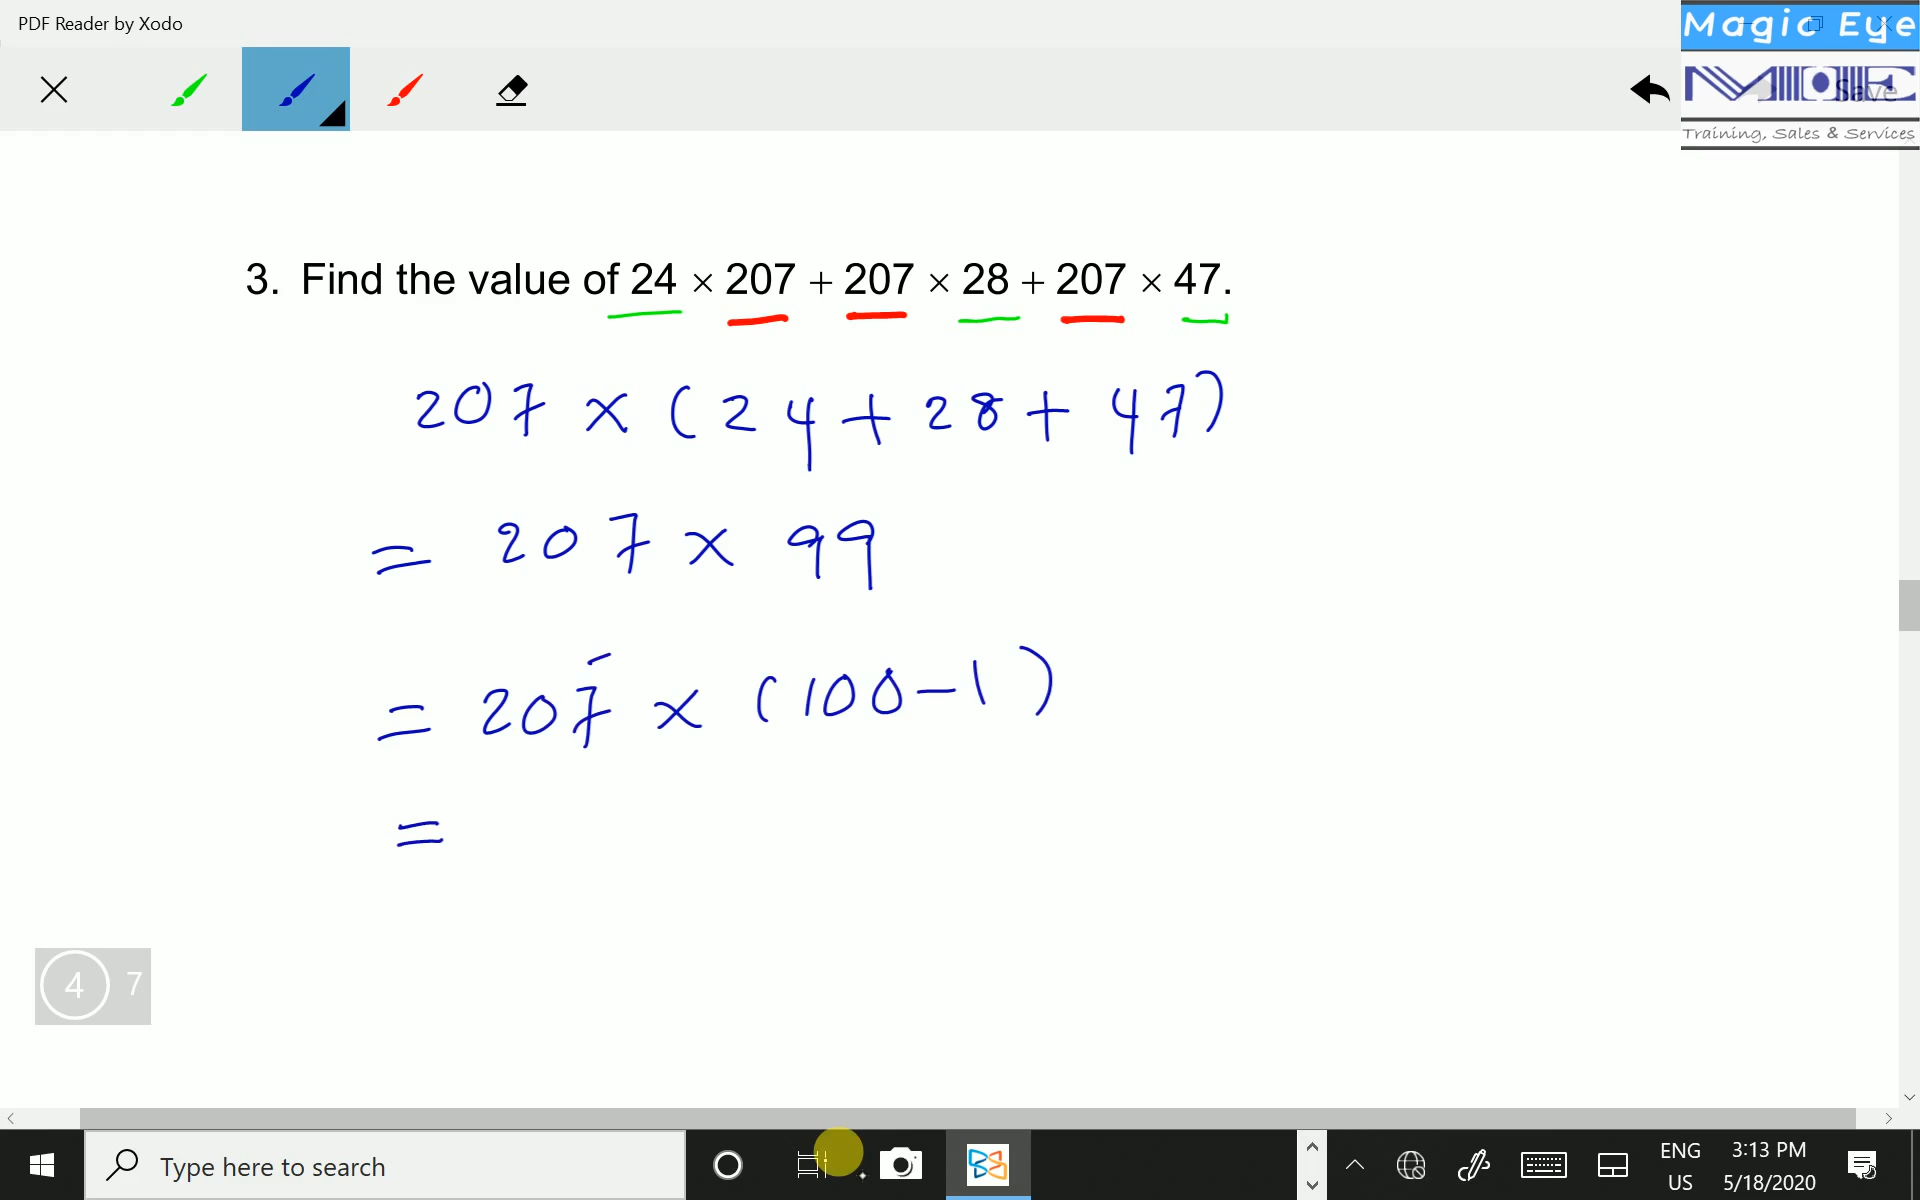 PDF Reader by Xodo
Magic Eye
Save
Training, Sales & Services
3. Find the value of 24 × 207 + 207 × 28 + 207 × 47.
207 × (24 + 28 + 47)
= 207 × 99
= 207 × (100 - 1)
=
4 7
Type here to search
ENG
US
3:13 PM
5/18/2020